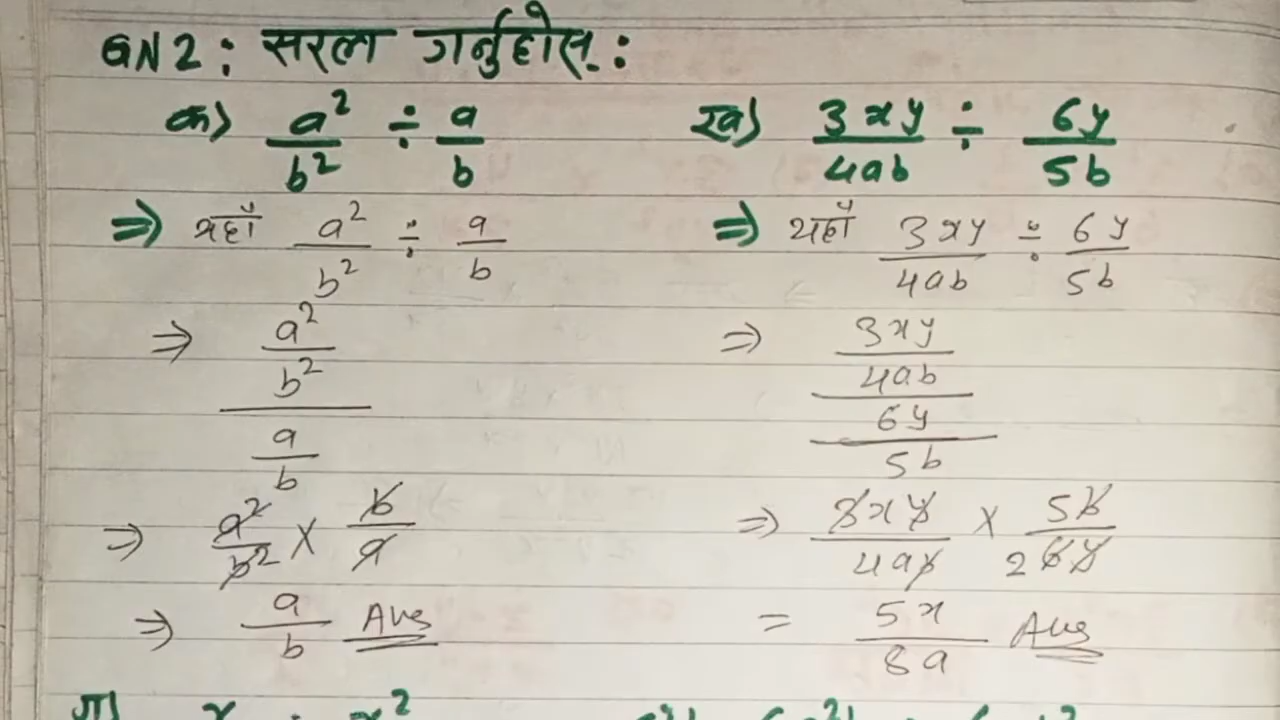 GN2: सरल गर्नुहोस्:
क) a²/b² ÷ a/b
⇒ यहाँ a²/b² ÷ a/b
⇒ a²/b² / a/b
⇒ a²/b² × b/a
⇒ a/b Ans
ख) 3xy/4ab ÷ 6y/5b
⇒ यहाँ 3xy/4ab ÷ 6y/5b
⇒ 3xy/4ab / 6y/5b
⇒ 3xy/4ab × 5b/2 6y
= 5x/8a Ans
ग)